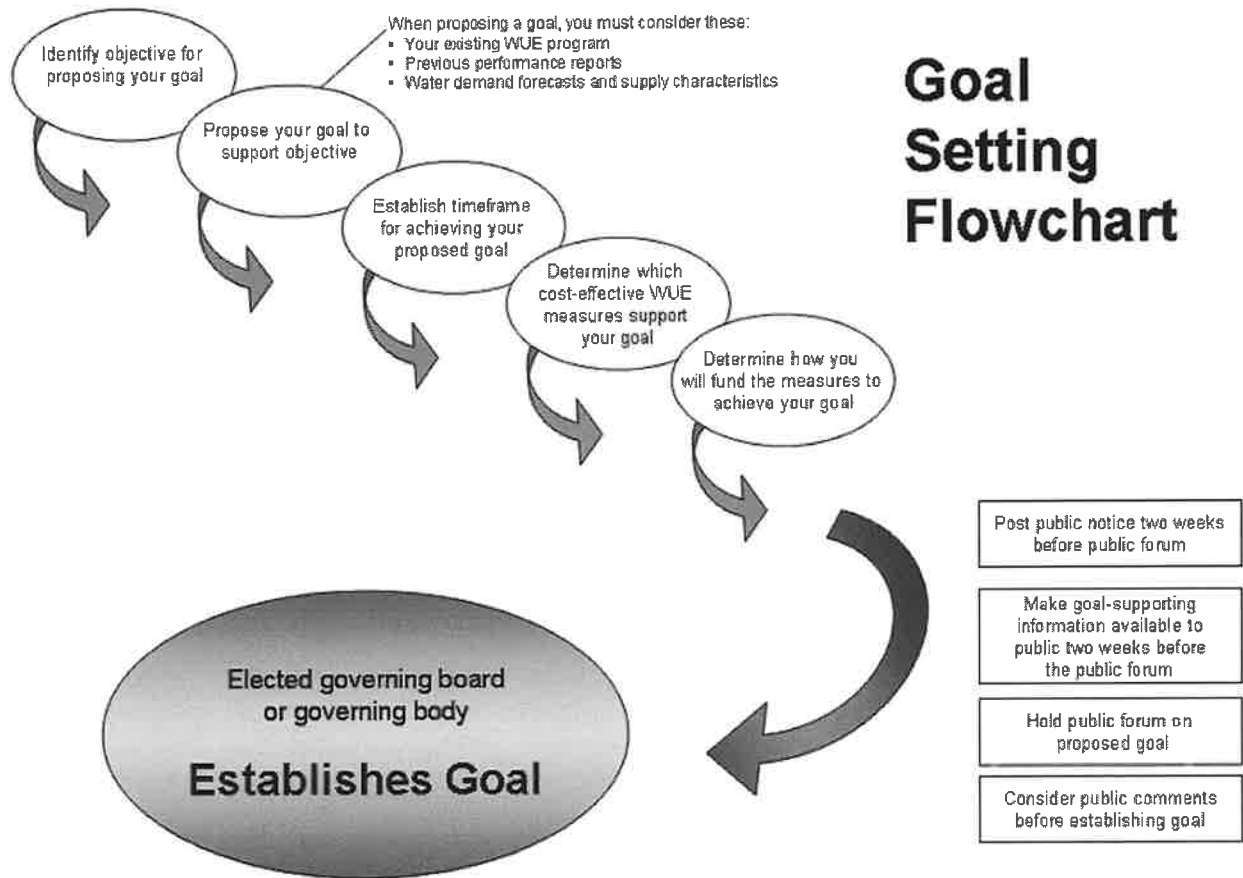 Identify objective for
proposing your goal
When proposing a goal, you must consider these:
▪ Your existing WUE program
▪ Previous performance reports
▪ Water demand forecasts and supply characteristics
Goal
Setting
Flowchart
Propose your goal to
support objective
Establish timeframe
for achieving your
proposed goal
Determine which
cost-effective WUE
measures support
your goal
Determine how you
will fund the measures to
achieve your goal
Post public notice two weeks
before public forum
Make goal-supporting
information available to
public two weeks before
the public forum
Hold public forum on
proposed goal
Consider public comments
before establishing goal
Elected governing board
or governing body
Establishes Goal